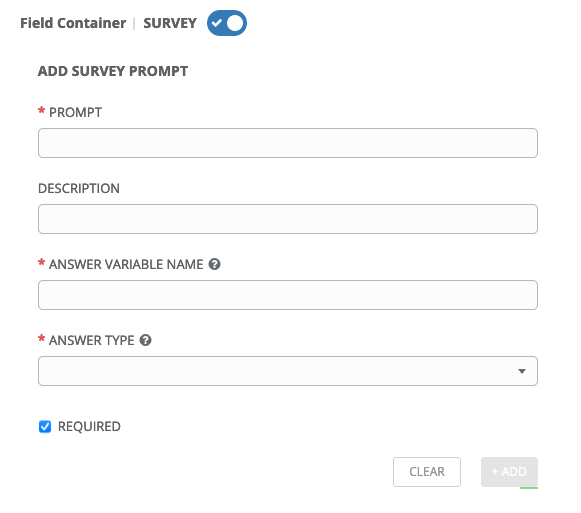 Field Container | SURVEY
ADD SURVEY PROMPT
* PROMPT
DESCRIPTION
* ANSWER VARIABLE NAME ?
* ANSWER TYPE ?
REQUIRED
CLEAR + ADD